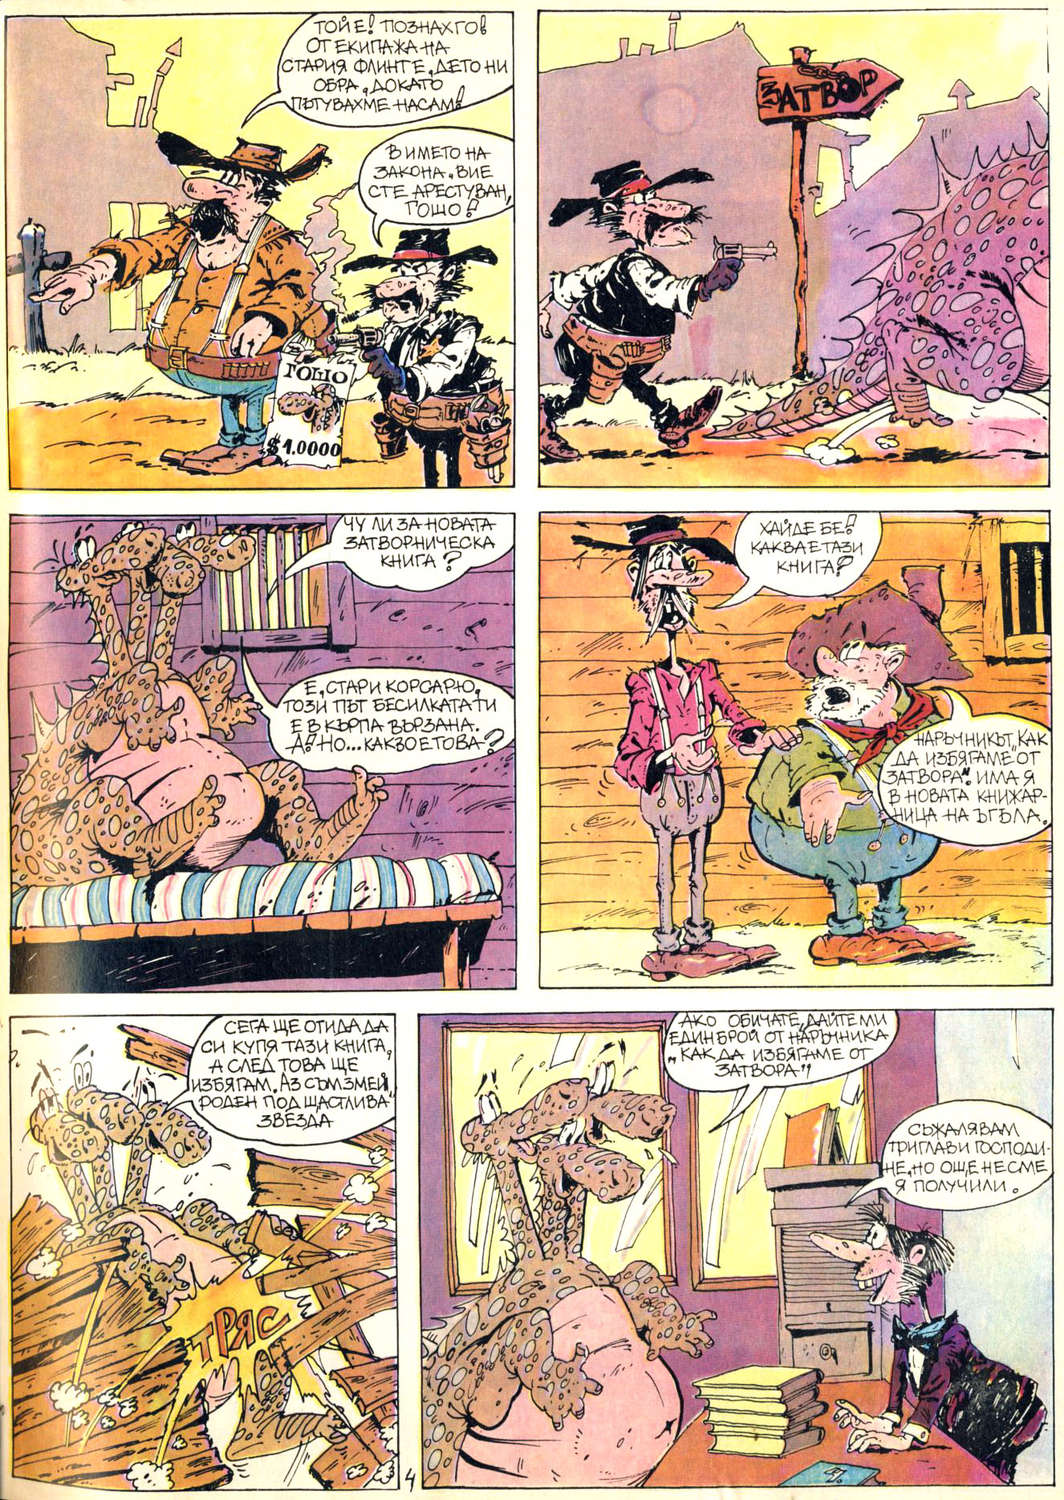 ТОЙ Е! ПОЗНАХ ГО!
ОТ ЕКИПАЖА НА
СТАРИЯ ФЛИНТ Е, ДЕТО НИ
ОБРА, ДОКАТО
ПЪТУВАХМЕ НАСАМ!
В ИМЕТО НА
ЗАКОНА, ВИЕ
СТЕ АРЕСТУВАН,
ГОШО!
ГОШО
$1.0000
ЗАТВОР
ЧУ ЛИ ЗА НОВАТА
ЗАТВОРНИЧЕСКА
КНИГА?
Е, СТАРИ КОРСАРЮ,
ТОЗИ ПЪТ БЕСИЛКАТА ТИ
Е В КЪРПА ВЪРЗАНА.
А! НО... КАКВО Е ТОВА?
ХАЙДЕ БЕ!
КАКВА Е ТАЗИ
КНИГА?
НАРЪЧНИКЪТ „КАК
ДА ИЗБЯГАМЕ ОТ
ЗАТВОРА“. ИМА Я
В НОВАТА КНИЖАР-
НИЦА НА ЪГЪЛА.
СЕГА ЩЕ ОТИДА ДА
СИ КУПЯ ТАЗИ КНИГА,
А СЛЕД ТОВА ЩЕ
ИЗБЯГАМ. АЗ СЪМ ЗМЕЙ,
РОДЕН ПОД ЩАСТЛИВА
ЗВЕЗДА
ТРЯС
АКО ОБИЧАТЕ, ДАЙТЕ МИ
ЕДИН БРОЙ ОТ НАРЪЧНИКА
„КАК ДА ИЗБЯГАМЕ ОТ
ЗАТВОРА“!
СЪЖАЛЯВАМ
ТРИГЛАВИ ГОСПОДИ-
НЕ, НО ОЩЕ НЕ СМЕ
Я ПОЛУЧИЛИ.
4